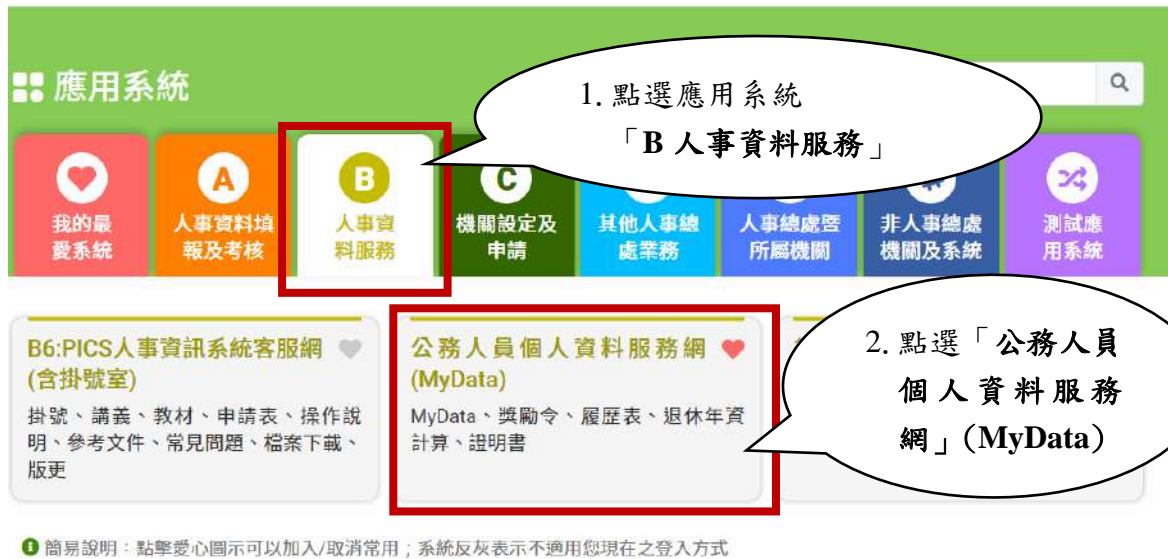 應用系統
1. 點選應用系統
「B 人事資料服務」
我的最
愛系統
A
人事資料填
報及考核
B
人事資
料服務
C
機關設定及
申請
其他人事總
處業務
人事總處暨
所屬機關
非人事總處
機關及系統
測試應
用系統
B6:PICS人事資訊系統客服網
(含掛號室)
掛號、講義、教材、申請表、操作說
明、參考文件、常見問題、檔案下載、
版更
公務人員個人資料服務網
(MyData)
MyData、獎勵令、履歷表、退休年資
計算、證明書
2. 點選「公務人員
個人資料服務
網」(MyData)
簡易說明：點擊愛心圖示可以加入/取消常用；系統反灰表示不適用您現在之登入方式